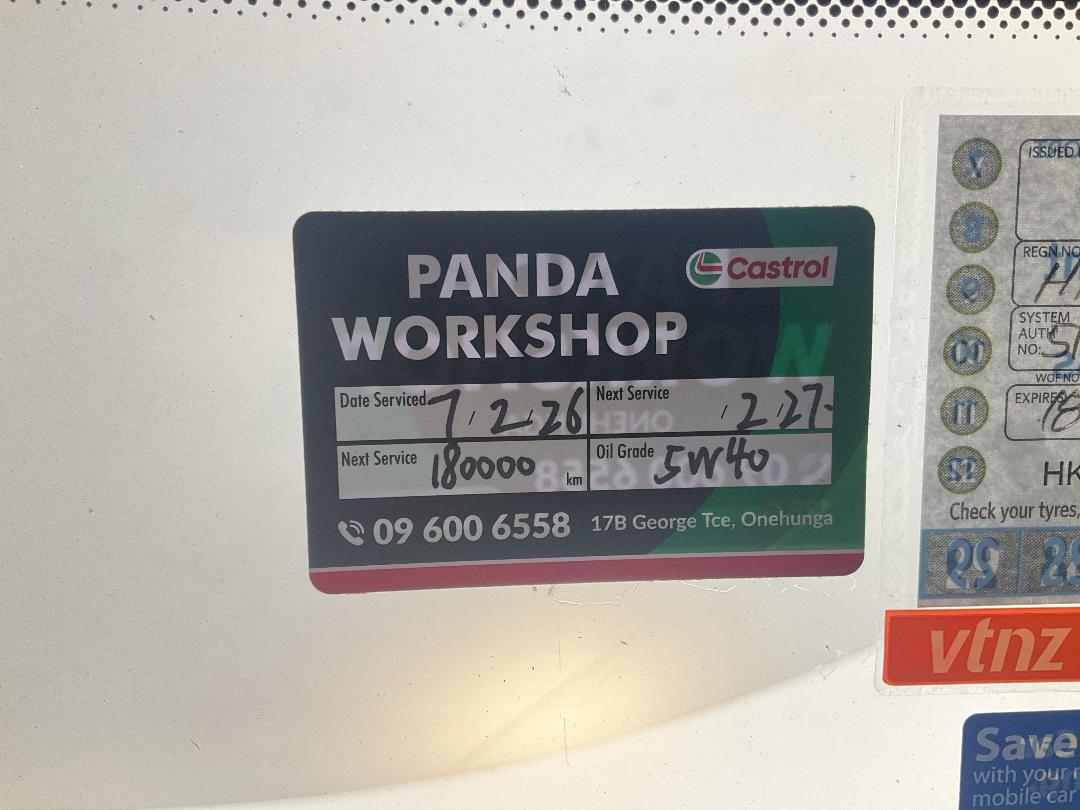 PANDA
WORKSHOP
Castrol
Date Serviced 7.2.26
Next Service 2.27.
Next Service 180000 km
Oil Grade 5W40
09 600 6558 17B George Tce, Onehunga
ISSUED
REGN NO
SYSTEM
AUTH
NO:
WOF NO
EXPIRES
HK
Check your tyres,
vtnz
Save
with your
mobile car